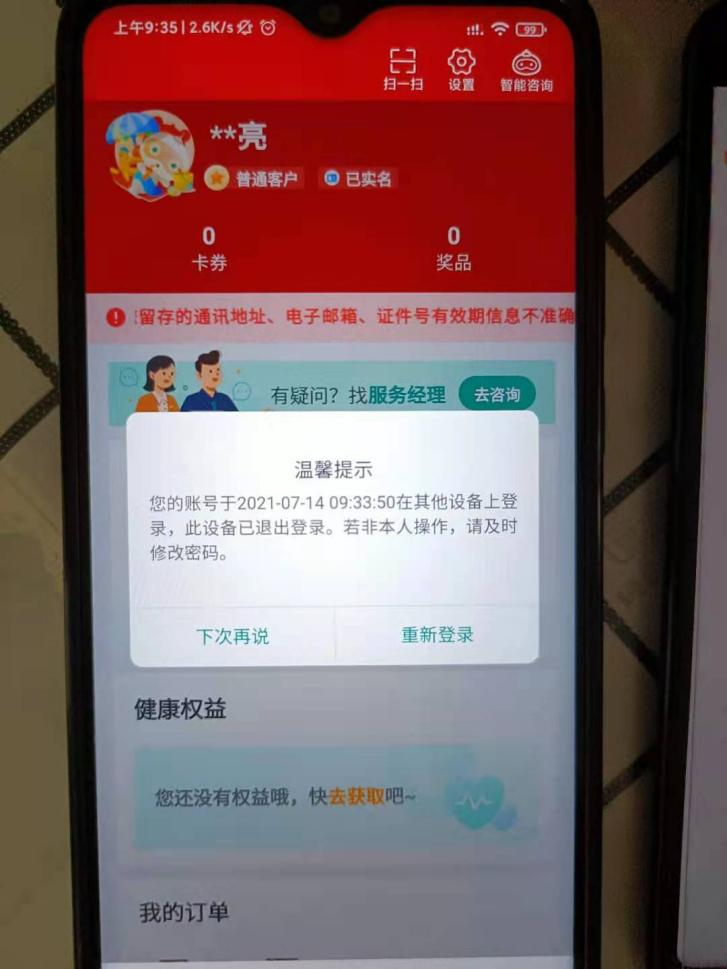 上午9:35 | 2.6K/s
99
扫一扫
设置
智能咨询
**亮
普通客户
已实名
0
卡券
0
奖品
留存的通讯地址、电子邮箱、证件号有效期信息不准确
有疑问？找服务经理
去咨询
温馨提示
您的账号于2021-07-14 09:33:50在其他设备上登
录，此设备已退出登录。若非本人操作，请及时
修改密码。
下次再说
重新登录
健康权益
您还没有权益哦，快去获取吧~
我的订单